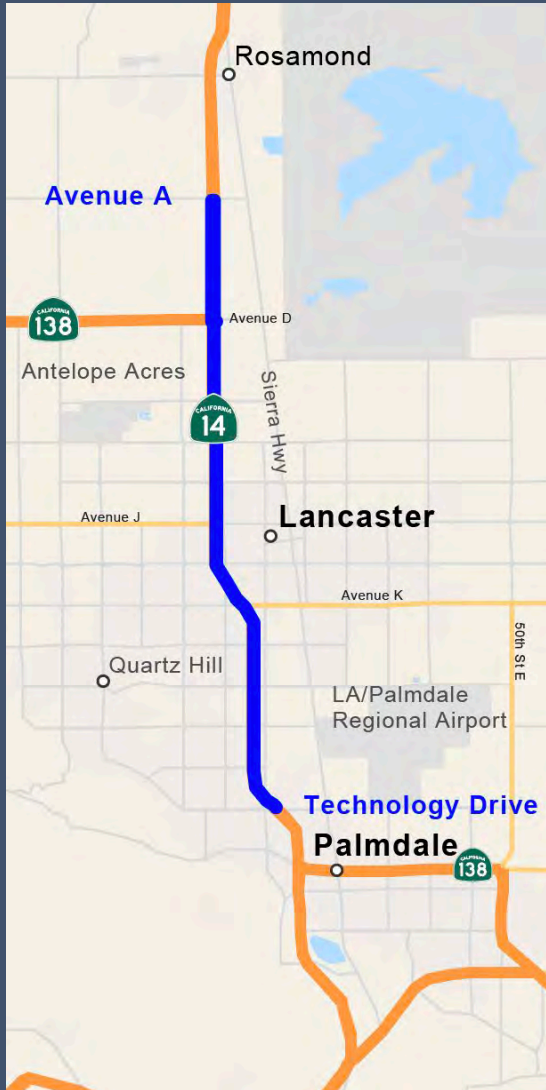 Rosamond
Avenue A
CALIFORNIA
138
Avenue D
Antelope Acres
Sierra Hwy
CALIFORNIA
14
Avenue J
Lancaster
Avenue K
50th St E
Quartz Hill
LA/Palmdale
Regional Airport
Technology Drive
Palmdale
CALIFORNIA
138